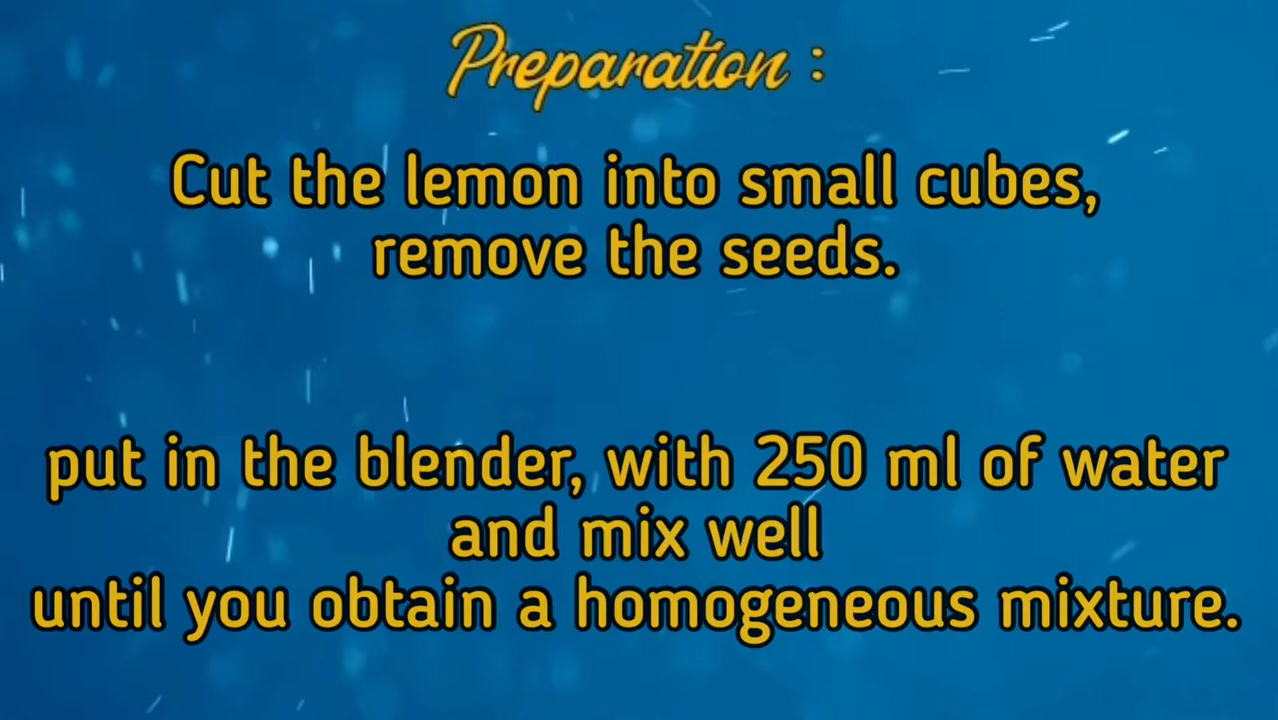 Preparation :
Cut the lemon into small cubes,
remove the seeds.
put in the blender, with 250 ml of water
and mix well
until you obtain a homogeneous mixture.